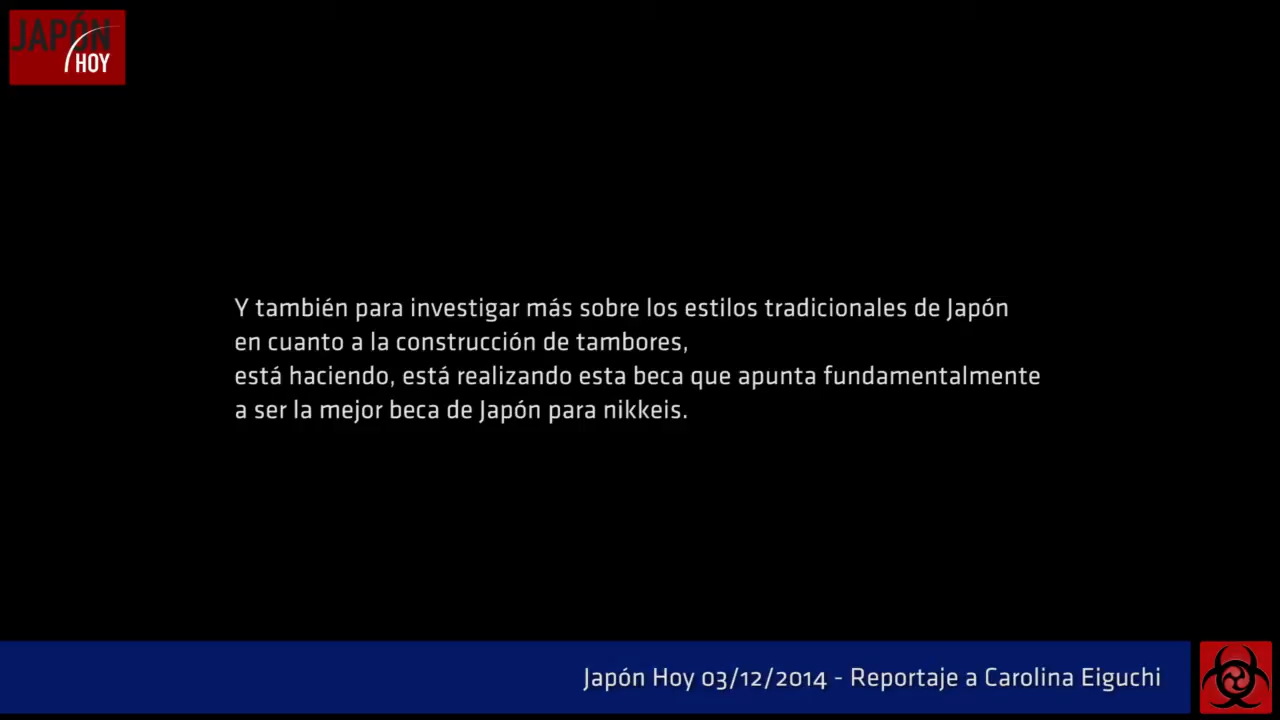 JAPÓN
HOY
Y también para investigar más sobre los estilos tradicionales de Japón
en cuanto a la construcción de tambores,
está haciendo, está realizando esta beca que apunta fundamentalmente
a ser la mejor beca de Japón para nikkeis.
Japón Hoy 03/12/2014 - Reportaje a Carolina Eiguchi